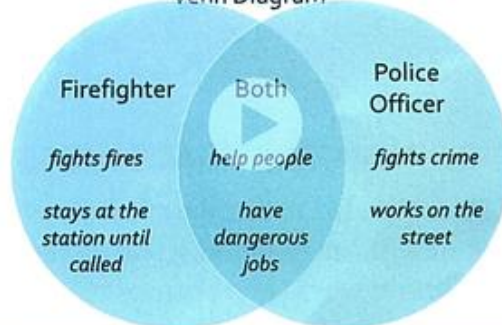 Venn Diagram
Firefighter
Both
Police
Officer
fights fires
help people
fights crime
stays at the
station until
called
have
dangerous
jobs
works on the
street